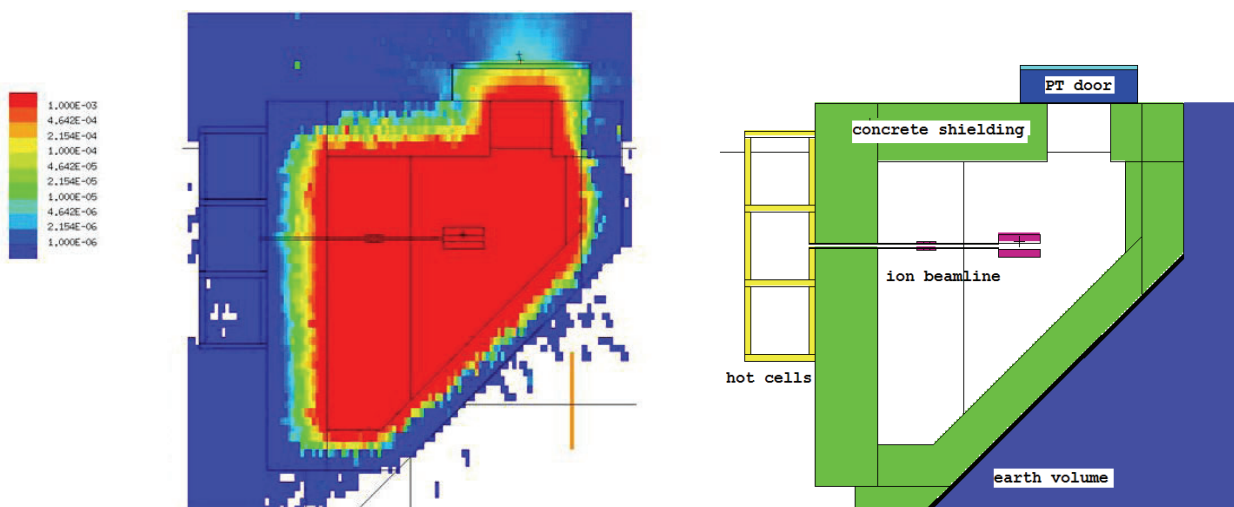 1.000E-03
4.642E-04
2.154E-04
1.000E-04
4.642E-05
2.154E-05
1.000E-05
4.642E-06
2.154E-06
1.000E-06
PT door
concrete shielding
ion beamline
hot cells
earth volume